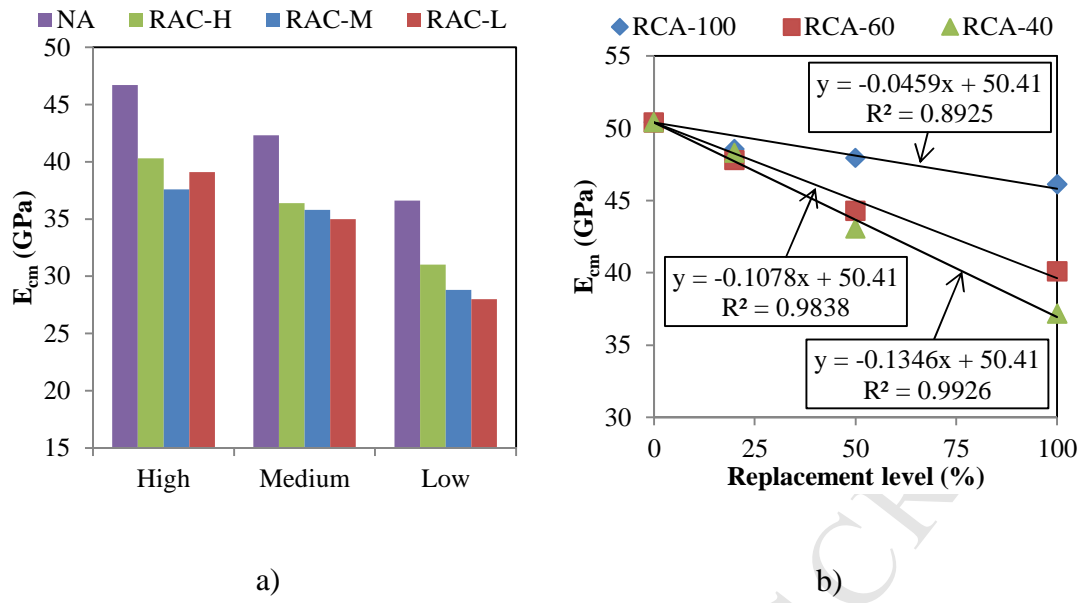 NA RAC-H RAC-M RAC-L
50
45
40
35
30
25
20
15
E_cm (GPa)
High Medium Low
a)
RCA-100 RCA-60 RCA-40
55
50
45
40
35
30
E_cm (GPa)
y = -0.0459x + 50.41
R² = 0.8925
y = -0.1078x + 50.41
R² = 0.9838
y = -0.1346x + 50.41
R² = 0.9926
0 25 50 75 100
Replacement level (%)
b)
CR